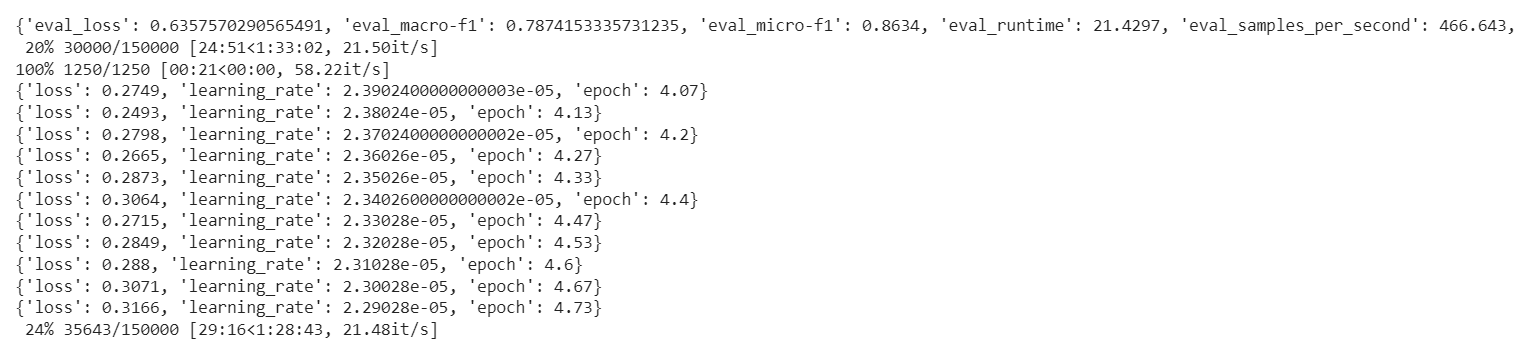 {'eval_loss': 0.6357570290565491, 'eval_macro-f1': 0.7874153335731235, 'eval_micro-f1': 0.8634, 'eval_runtime': 21.4297, 'eval_samples_per_second': 466.643,
20% 30000/150000 [24:51<1:33:02, 21.50it/s]
100% 1250/1250 [00:21<00:00, 58.22it/s]
{'loss': 0.2749, 'learning_rate': 2.3902400000000003e-05, 'epoch': 4.07}
{'loss': 0.2493, 'learning_rate': 2.38024e-05, 'epoch': 4.13}
{'loss': 0.2798, 'learning_rate': 2.3702400000000002e-05, 'epoch': 4.2}
{'loss': 0.2665, 'learning_rate': 2.36026e-05, 'epoch': 4.27}
{'loss': 0.2873, 'learning_rate': 2.35026e-05, 'epoch': 4.33}
{'loss': 0.3064, 'learning_rate': 2.3402600000000002e-05, 'epoch': 4.4}
{'loss': 0.2715, 'learning_rate': 2.33028e-05, 'epoch': 4.47}
{'loss': 0.2849, 'learning_rate': 2.32028e-05, 'epoch': 4.53}
{'loss': 0.288, 'learning_rate': 2.31028e-05, 'epoch': 4.6}
{'loss': 0.3071, 'learning_rate': 2.30028e-05, 'epoch': 4.67}
{'loss': 0.3166, 'learning_rate': 2.29028e-05, 'epoch': 4.73}
24% 35643/150000 [29:16<1:28:43, 21.48it/s]